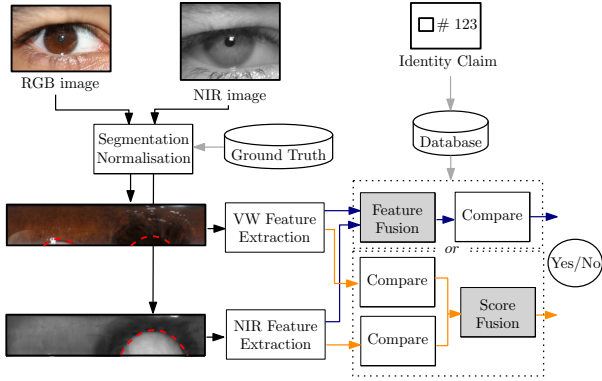 # 123
RGB image
NIR image
Identity Claim
Segmentation
Normalisation
Ground Truth
Database
VW Feature
Extraction
Feature
Fusion
Compare
or
Yes/No
Compare
NIR Feature
Extraction
Compare
Score
Fusion